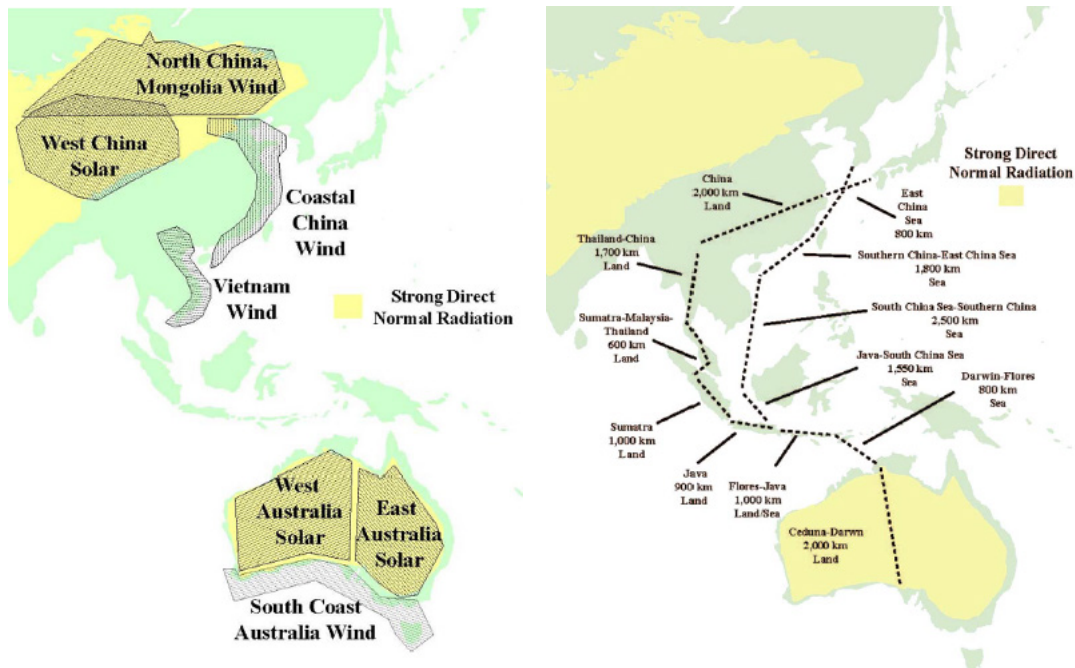 North China,
Mongolia Wind
West China
Solar
Coastal
China
Wind
Vietnam
Wind
Strong Direct
Normal Radiation
West
Australia
Solar
East
Australia
Solar
South Coast
Australia Wind
Strong Direct
Normal Radiation
China
2,000 km
Land
East
China
Sea
800 km
Thailand-China
1,700 km
Land
Southern China-East China Sea
1,800 km
Sea
Sumatra-Malaysia-
Thailand
600 km
Land
South China Sea-Southern China
2,500 km
Sea
Java-South China Sea
1,550 km
Sea
Darwin-Flores
800 km
Sea
Sumatra
1,000 km
Land
Java
900 km
Land
Flores-Java
1,000 km
Land/Sea
Ceduna-Darwn
2,000 km
Land